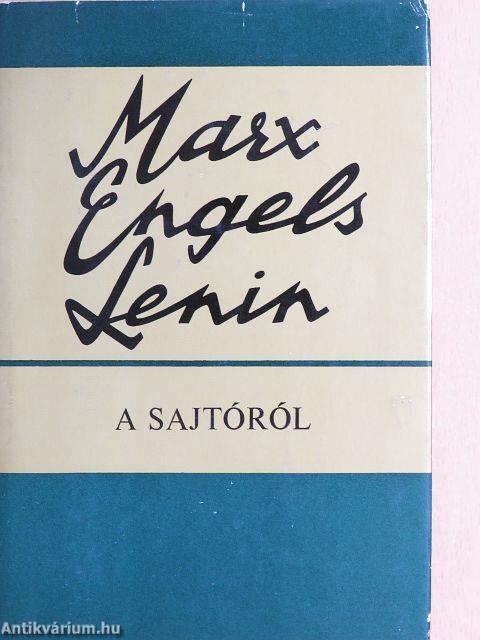 Marx
Engels
Lenin
A SAJTÓRÓL
Antikvárium.hu